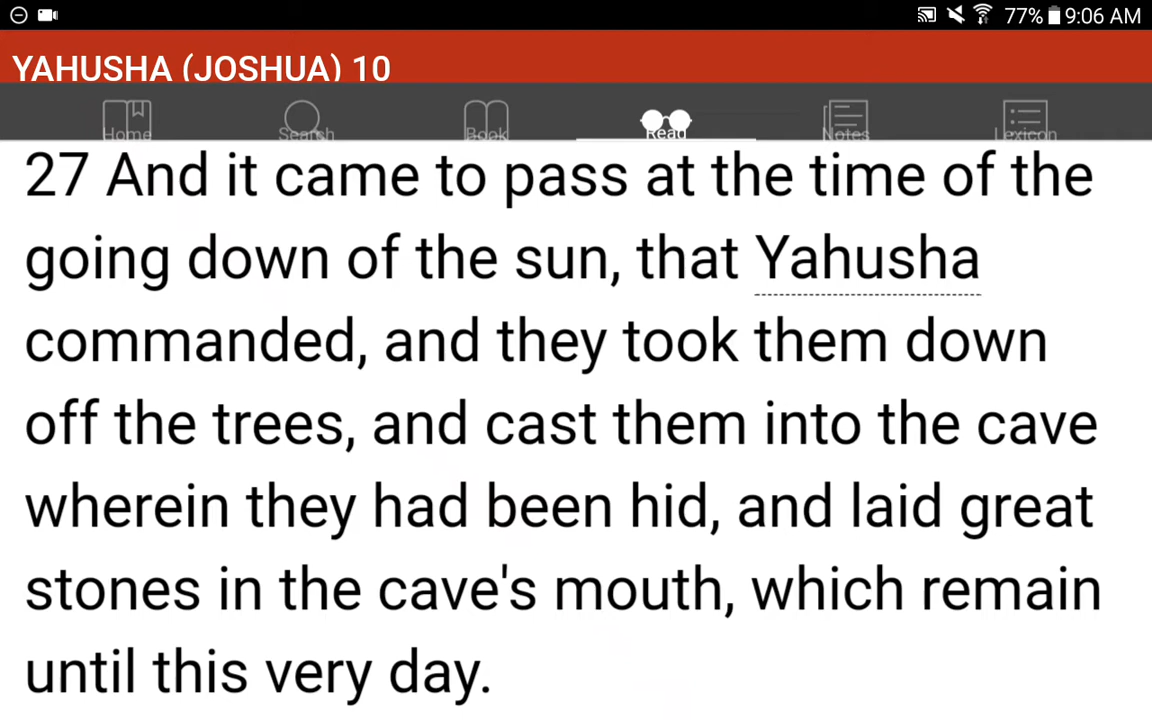 77% 9:06 AM
YAHUSHA (JOSHUA) 10
Home Search Book Read Notes Lexicon
27 And it came to pass at the time of the
going down of the sun, that Yahusha
commanded, and they took them down
off the trees, and cast them into the cave
wherein they had been hid, and laid great
stones in the cave's mouth, which remain
until this very day.